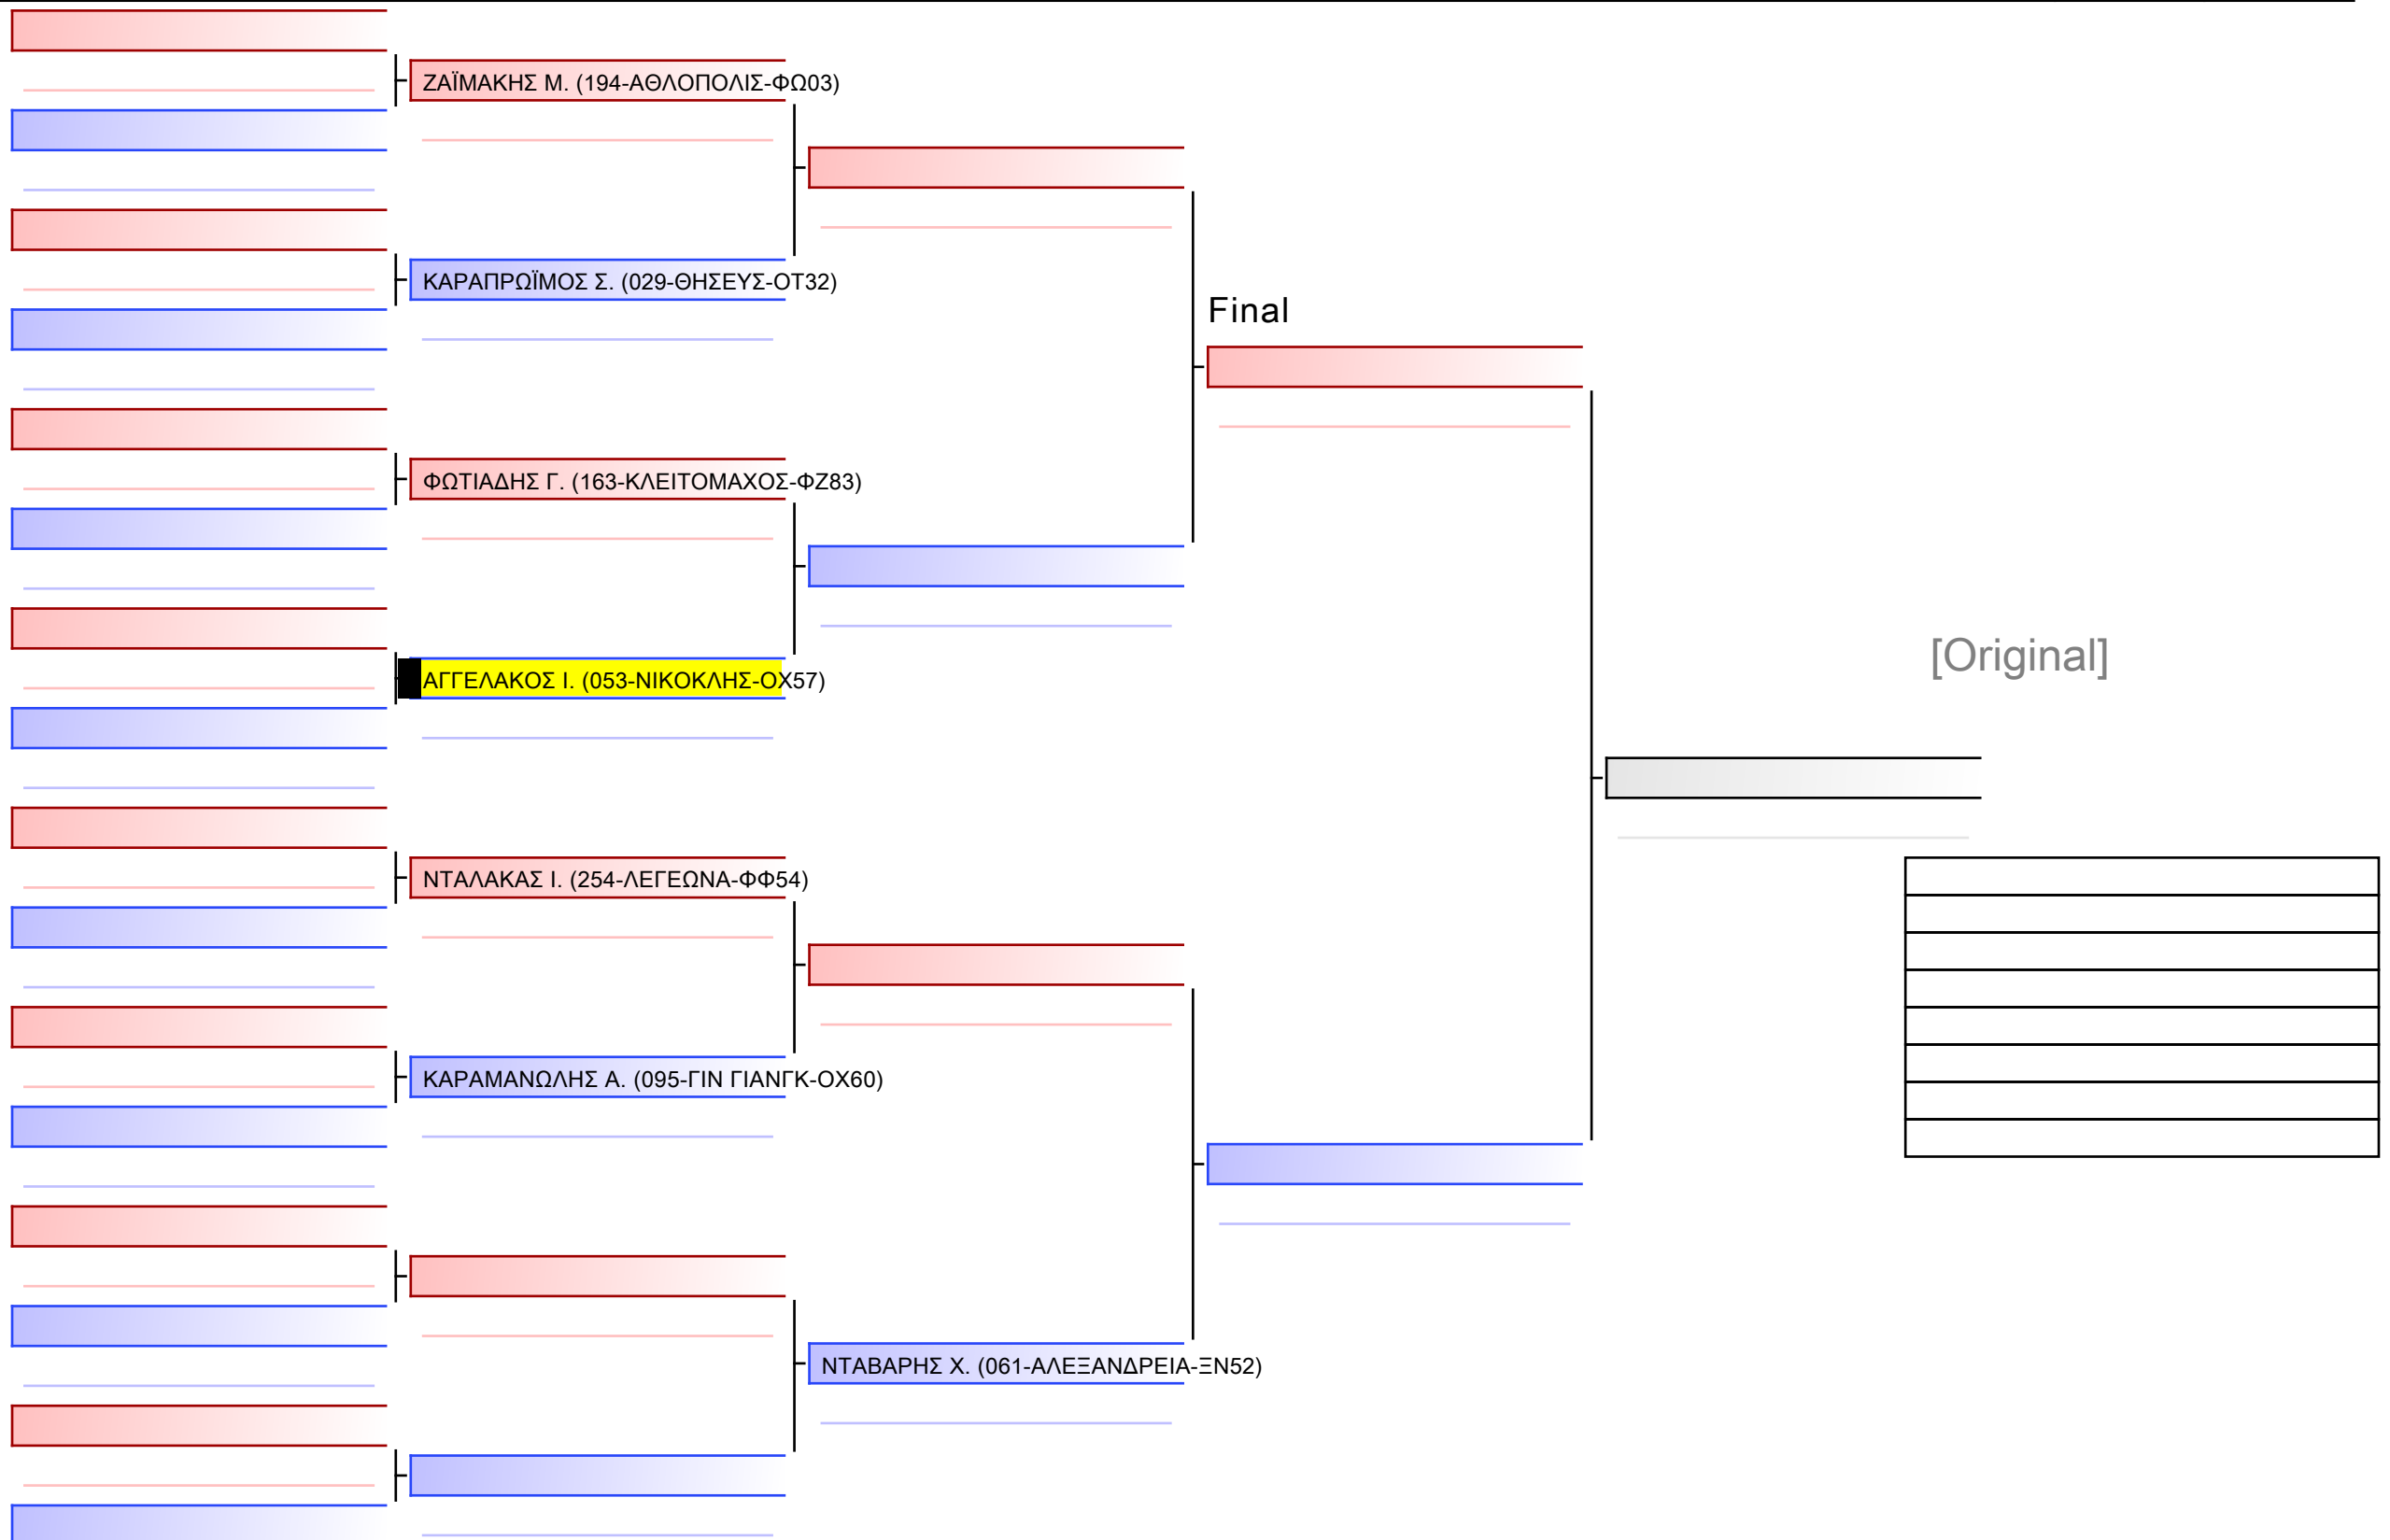 ΖΑΪΜΑΚΗΣ Μ. (194-ΑΘΛΟΠΟΛΙΣ-ΦΩ03)
ΚΑΡΑΠΡΩΪΜΟΣ Σ. (029-ΘΗΣΕΥΣ-ΟΤ32)
Final
ΦΩΤΙΑΔΗΣ Γ. (163-ΚΛΕΙΤΟΜΑΧΟΣ-ΦΖ83)
[Original]
ΑΓΓΕΛΑΚΟΣ Ι. (053-ΝΙΚΟΚΛΗΣ-ΟΧ57)
ΝΤΑΛΑΚΑΣ Ι. (254-ΛΕΓΕΩΝΑ-ΦΦ54)
ΚΑΡΑΜΑΝΩΛΗΣ Α. (095-ΓΙΝ ΓΙΑΝΓΚ-ΟΧ60)
ΝΤΑΒΑΡΗΣ Χ. (061-ΑΛΕΞΑΝΔΡΕΙΑ-ΞΝ52)